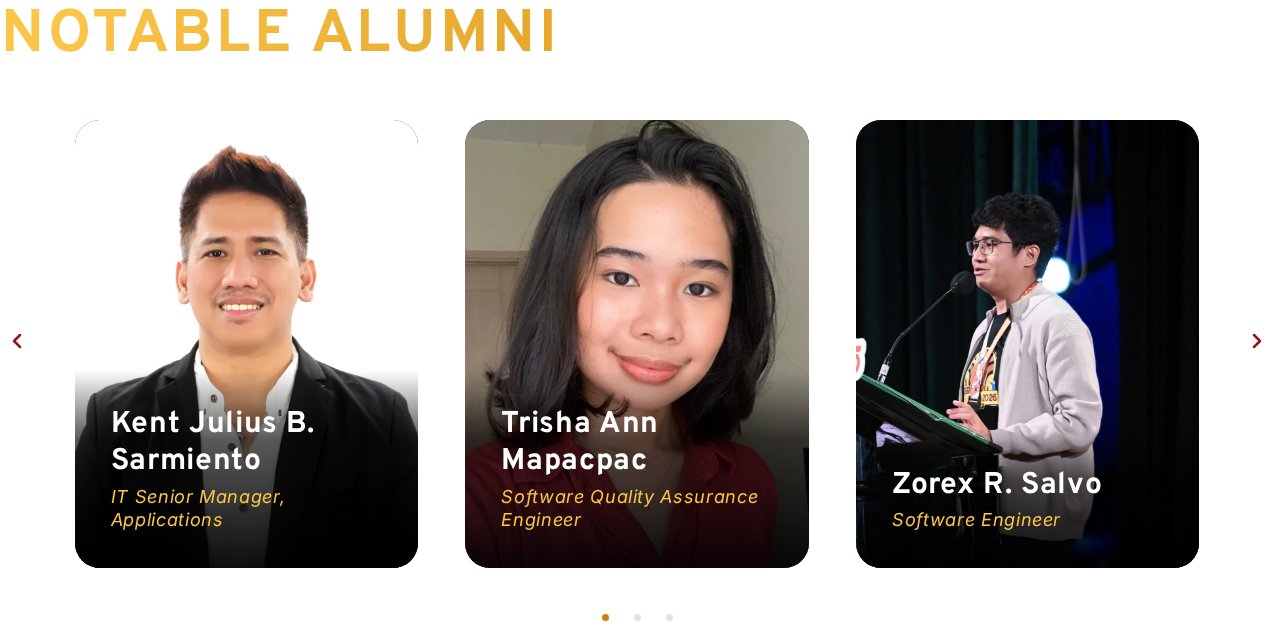 NOTABLE ALUMNI
Kent Julius B.
Sarmiento
IT Senior Manager,
Applications
Trisha Ann
Mapacpac
Software Quality Assurance
Engineer
2026
Zorex R. Salvo
Software Engineer